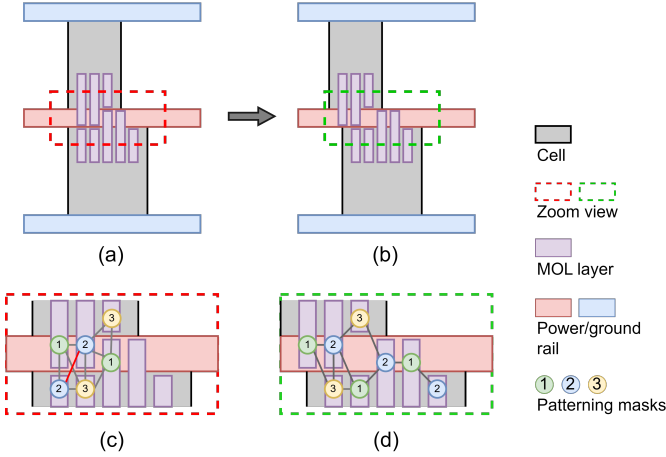 (a)
(b)
Cell
Zoom view
MOL layer
Power/ground
rail
1 2 3
Patterning masks
3
1 2
1
2 3
(c)
3
1 2
2 1
3 1 2
(d)